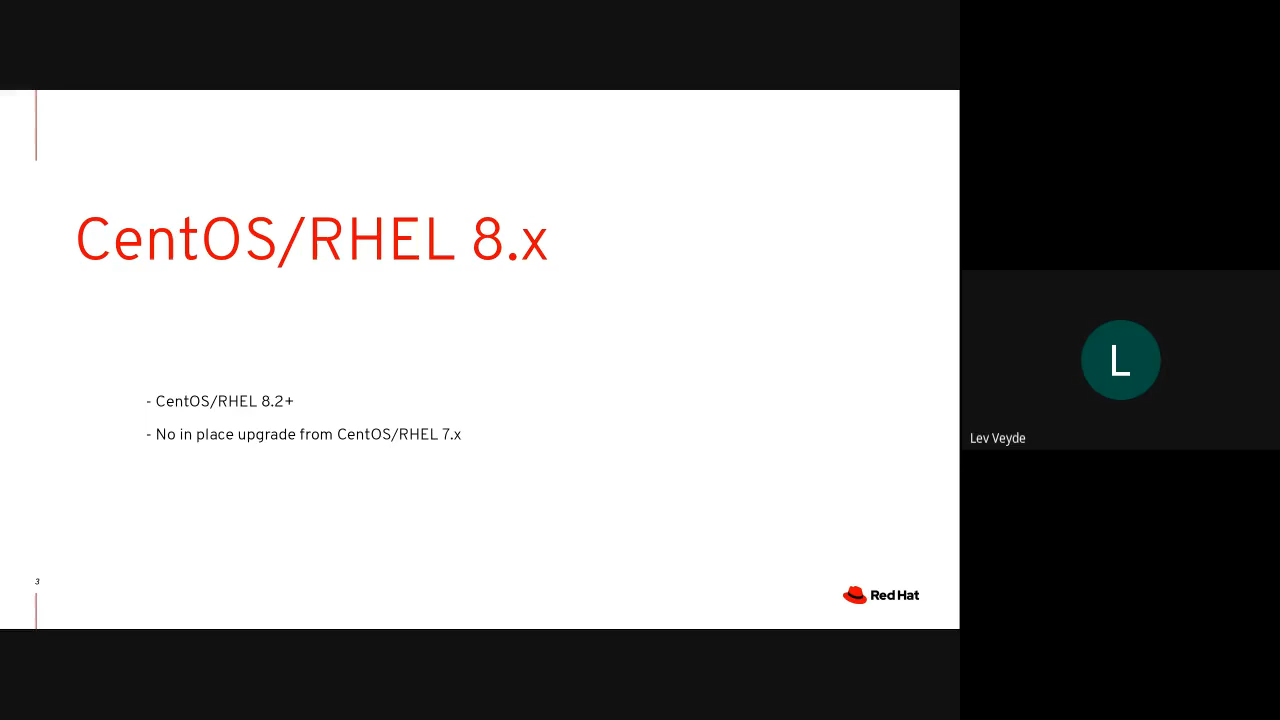 CentOS/RHEL 8.x
- CentOS/RHEL 8.2+
- No in place upgrade from CentOS/RHEL 7.x
3
Red Hat
L
Lev Veyde